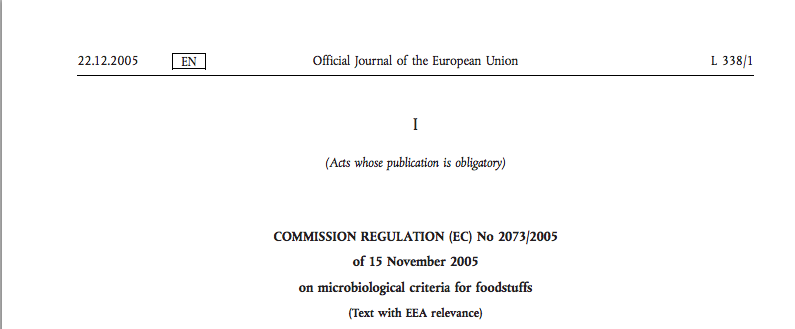 22.12.2005 EN Official Journal of the European Union L 338/1
I
(Acts whose publication is obligatory)
COMMISSION REGULATION (EC) No 2073/2005
of 15 November 2005
on microbiological criteria for foodstuffs
(Text with EEA relevance)